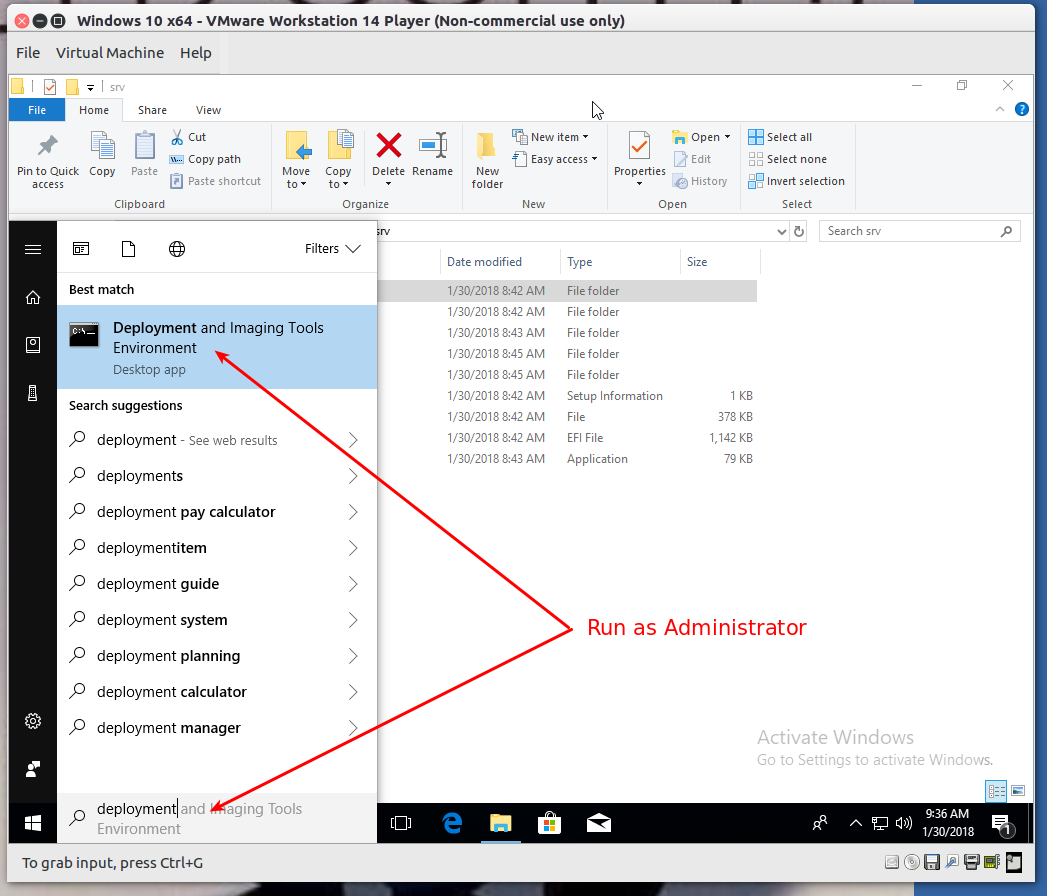 Windows 10 x64 - VMware Workstation 14 Player (Non-commercial use only)
File Virtual Machine Help
srv
File Home Share View
Pin to Quick access
Copy
Paste
Cut
Copy path
Paste shortcut
Clipboard
Move to
Copy to
Delete
Rename
Organize
New folder
New item
Easy access
New
Properties
Open
Edit
History
Open
Select all
Select none
Invert selection
Select
srv
Search srv
Date modified Type Size
1/30/2018 8:42 AM File folder
1/30/2018 8:42 AM File folder
1/30/2018 8:43 AM File folder
1/30/2018 8:45 AM File folder
1/30/2018 8:45 AM File folder
1/30/2018 8:42 AM Setup Information 1 KB
1/30/2018 8:42 AM File 378 KB
1/30/2018 8:42 AM EFI File 1,142 KB
1/30/2018 8:43 AM Application 79 KB
Filters
Best match
C:\
Deployment and Imaging Tools
Environment
Desktop app
Search suggestions
deployment - See web results
deployments
deployment pay calculator
deploymentitem
deployment guide
deployment system
deployment planning
deployment calculator
deployment manager
Run as Administrator
Activate Windows
Go to Settings to activate Windows.
deployment and Imaging Tools
Environment
9:36 AM
1/30/2018
1
To grab input, press Ctrl+G